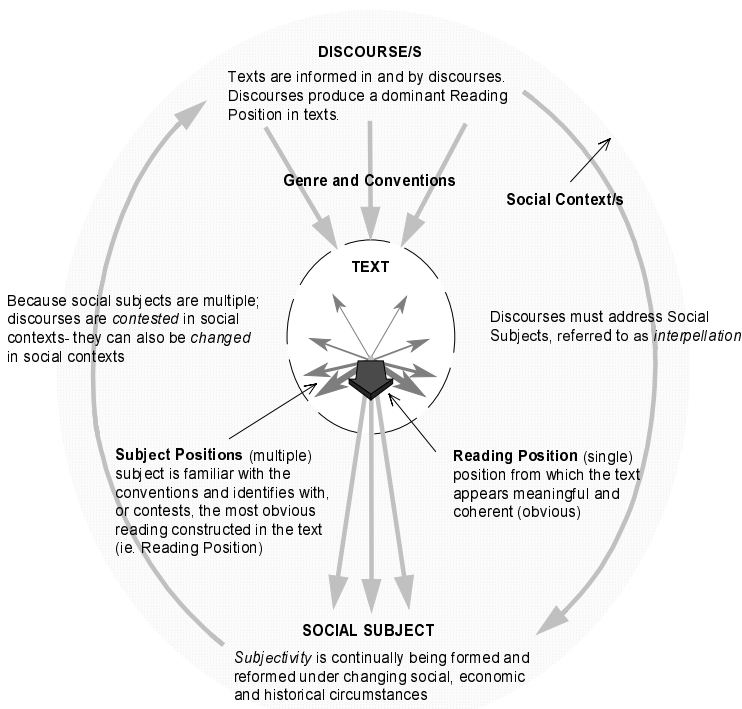 DISCOURSE/S
Texts are informed in and by discourses.
Discourses produce a dominant Reading
Position in texts.
Genre and Conventions
Social Context/s
TEXT
Because social subjects are multiple;
discourses are contested in social
contexts- they can also be changed
in social contexts
Discourses must address Social
Subjects, referred to as interpellation
Subject Positions (multiple)
subject is familiar with the
conventions and identifies with,
or contests, the most obvious
reading constructed in the text
(ie. Reading Position)
Reading Position (single)
position from which the text
appears meaningful and
coherent (obvious)
SOCIAL SUBJECT
Subjectivity is continually being formed and
reformed under changing social, economic
and historical circumstances